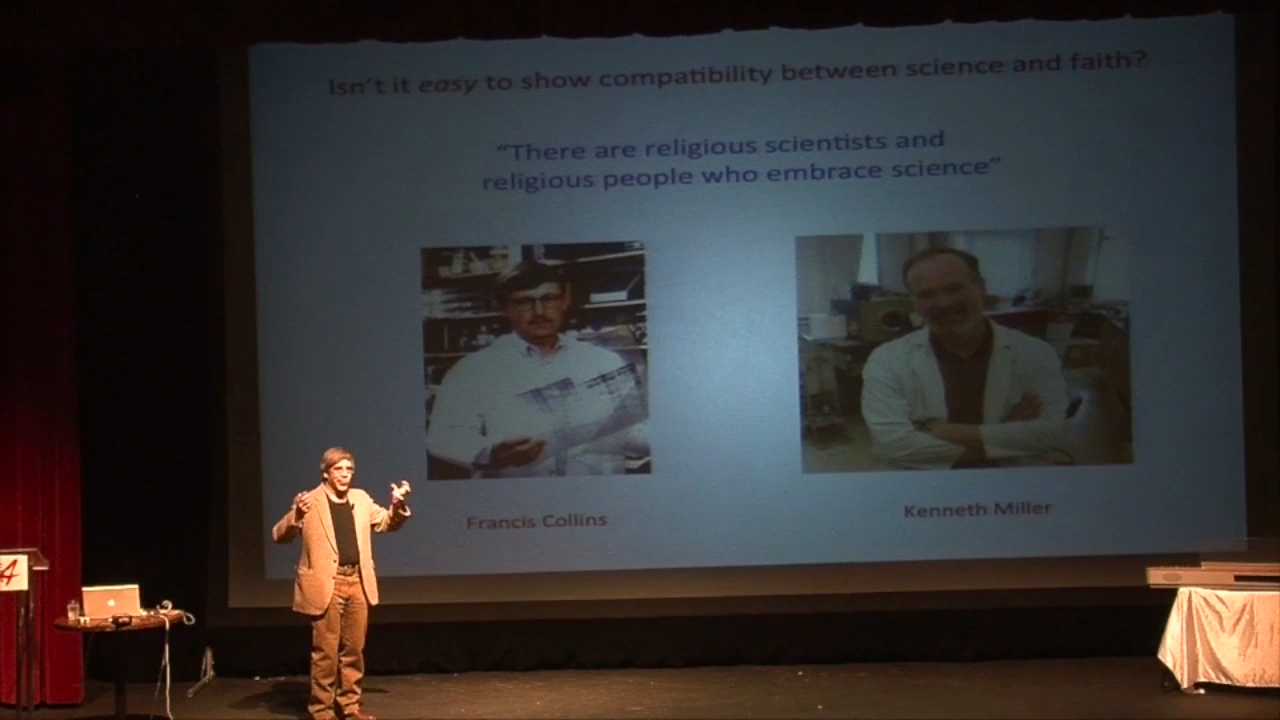 Isn't it easy to show compatibility between science and faith?
"There are religious scientists and
religious people who embrace science"
Francis Collins
Kenneth Miller
A